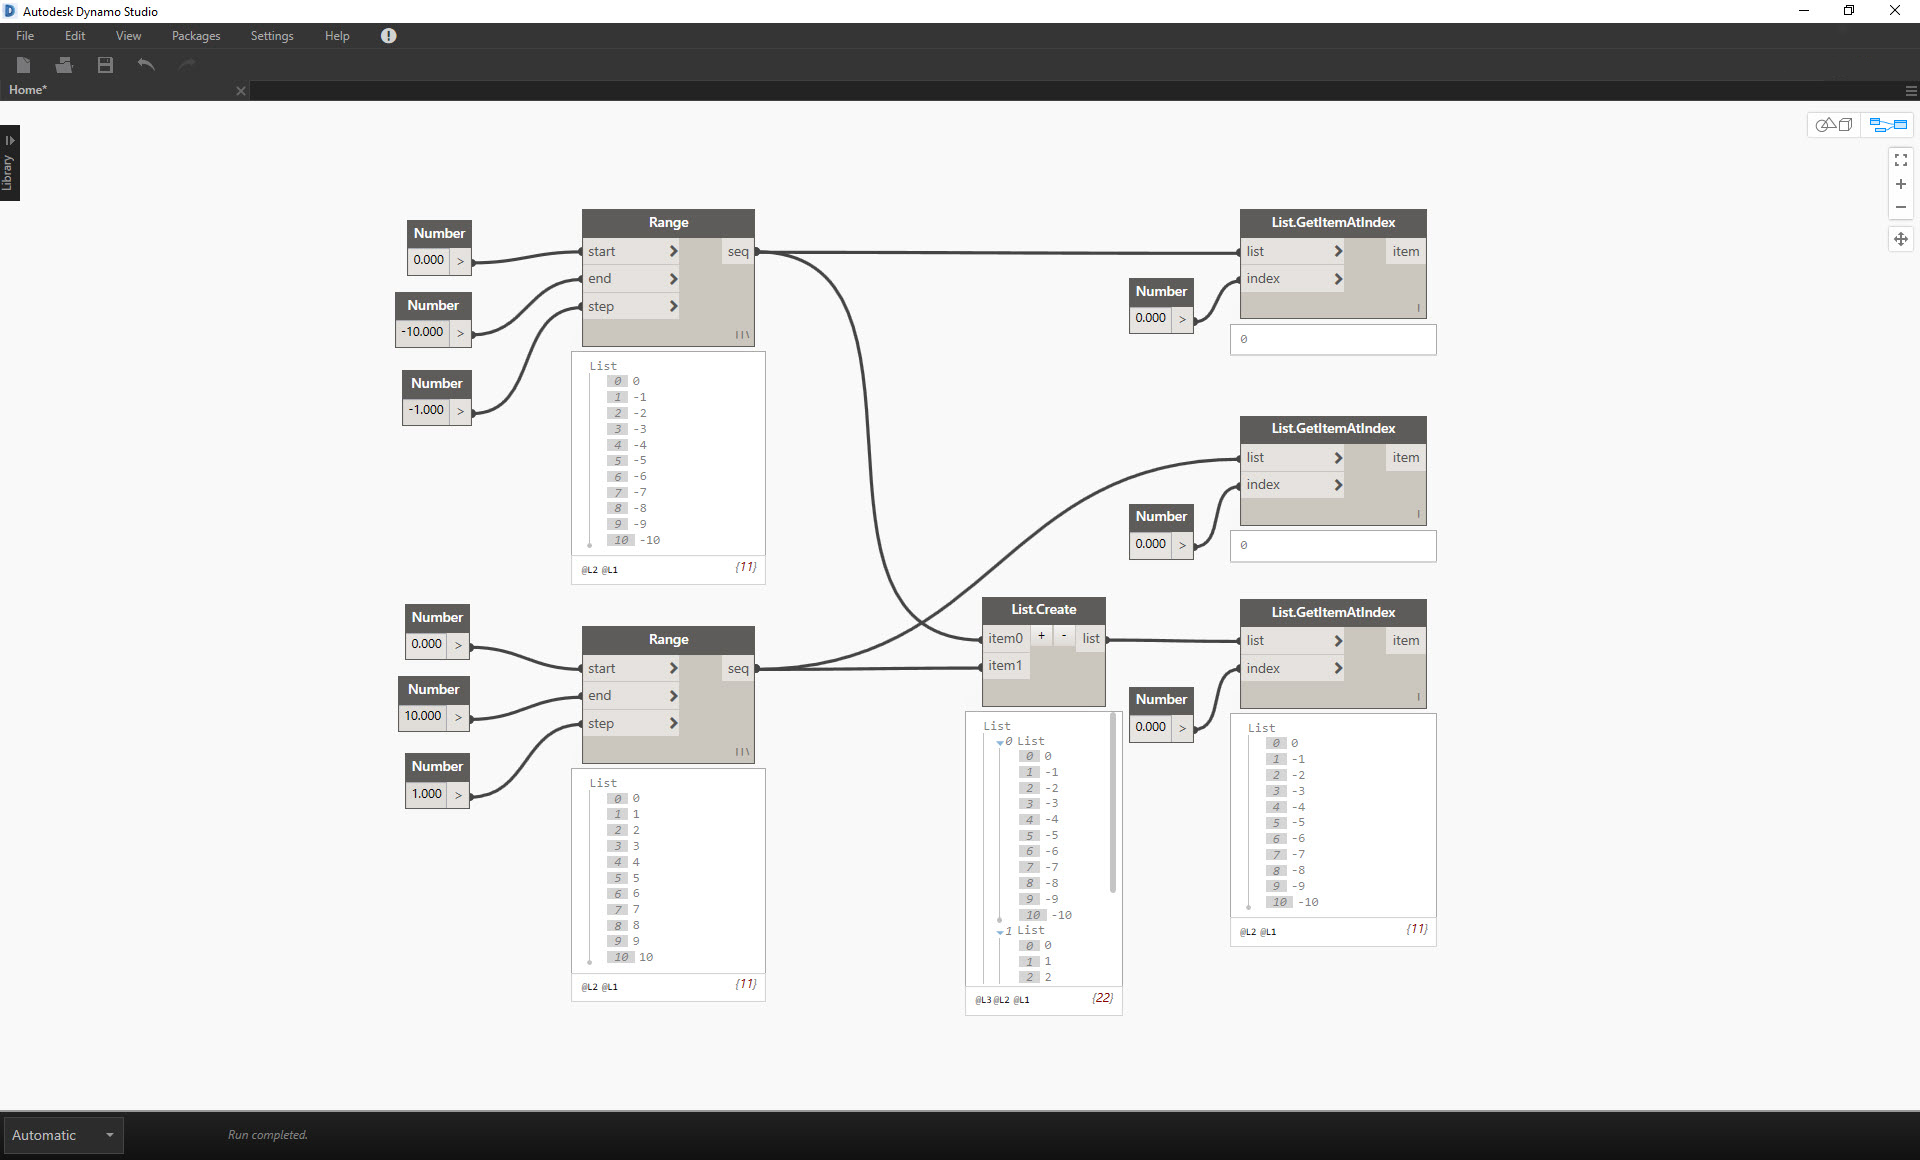 Autodesk Dynamo Studio
File Edit View Packages Settings Help
Home*
Library
Number
0.000 >
Number
-10.000 >
Number
-1.000 >
Range
start > seq
end >
step >
List
0 0
1 -1
2 -2
3 -3
4 -4
5 -5
6 -6
7 -7
8 -8
9 -9
10 -10
@L2 @L1 {11}
Number
0.000 >
Number
10.000 >
Number
1.000 >
Range
start > seq
end >
step >
List
0 0
1 1
2 2
3 3
4 4
5 5
6 6
7 7
8 8
9 9
10 10
@L2 @L1 {11}
List.Create
item0 + - list
item1
List
0 List
0 0
1 -1
2 -2
3 -3
4 -4
5 -5
6 -6
7 -7
8 -8
9 -9
10 -10
1 List
0 0
1 1
2 2
@L3 @L2 @L1 {22}
Number
0.000 >
List.GetItemAtIndex
list > item
index >
0
Number
0.000 >
List.GetItemAtIndex
list > item
index >
0
Number
0.000 >
List.GetItemAtIndex
list > item
index >
List
0 0
1 -1
2 -2
3 -3
4 -4
5 -5
6 -6
7 -7
8 -8
9 -9
10 -10
@L2 @L1 {11}
Automatic
Run completed.